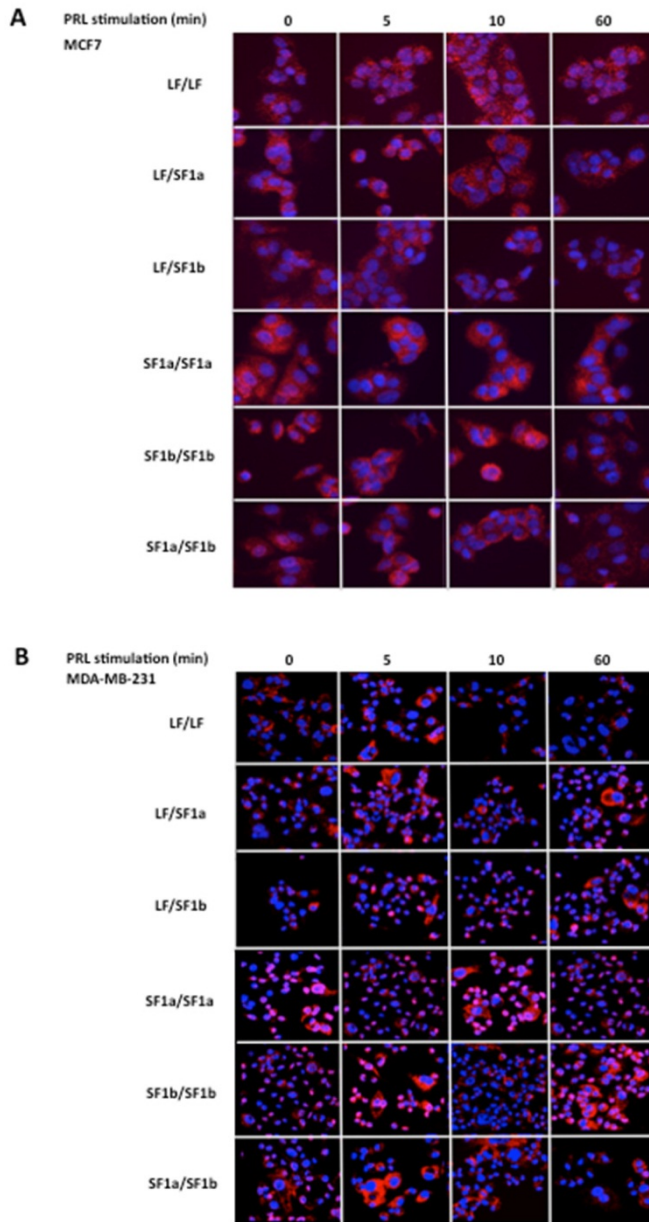 A PRL stimulation (min) 0 5 10 60
MCF7
LF/LF
LF/SF1a
LF/SF1b
SF1a/SF1a
SF1b/SF1b
SF1a/SF1b
B PRL stimulation (min) 0 5 10 60
MDA-MB-231
LF/LF
LF/SF1a
LF/SF1b
SF1a/SF1a
SF1b/SF1b
SF1a/SF1b